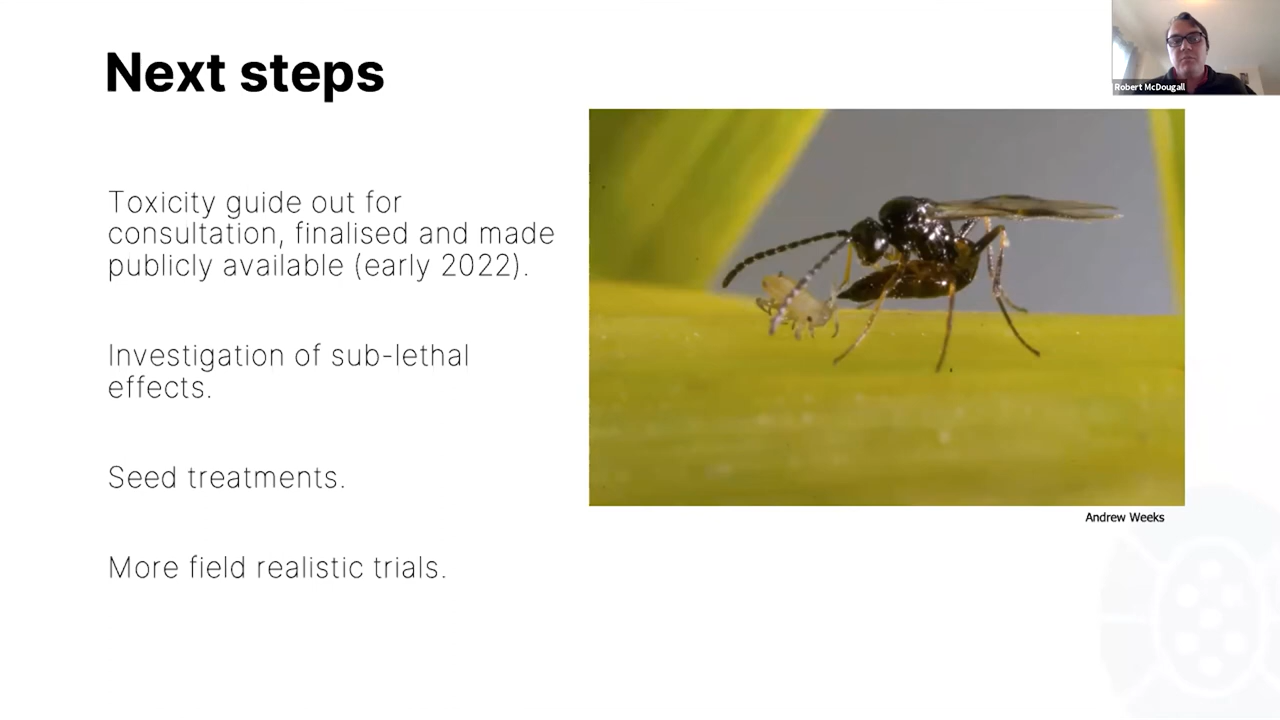 Next steps
Robert McDougall
Toxicity guide out for
consultation, finalised and made
publicly available (early 2022).
Investigation of sub-lethal
effects.
Seed treatments.
More field realistic trials.
Andrew Weeks